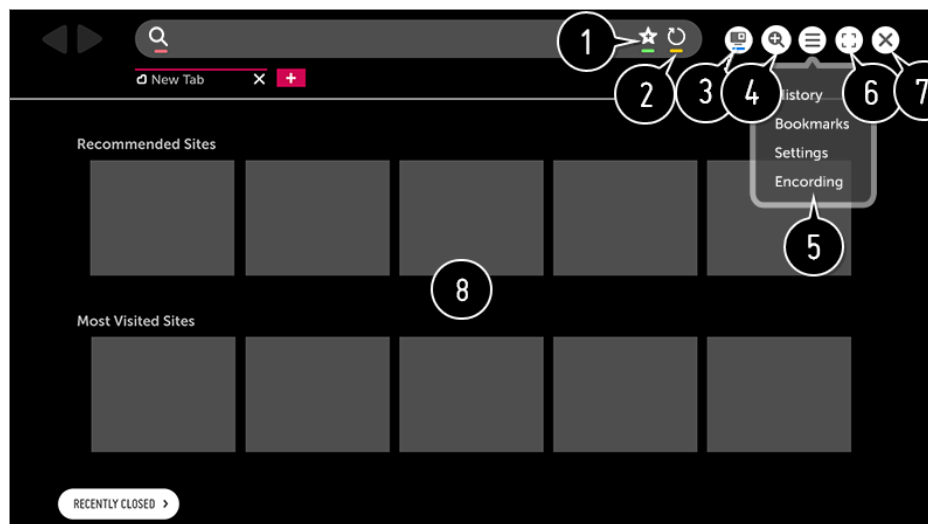 1
New Tab
2
3
4
6
7
History
Bookmarks
Settings
Encording
5
Recommended Sites
8
Most Visited Sites
RECENTLY CLOSED